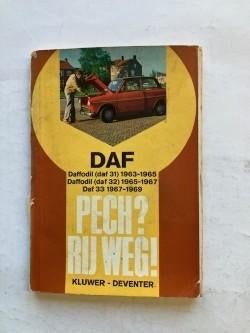 DAF
Daffodil (daf 31) 1963-1965
Daffodil (daf 32) 1965-1967
Daf 33 1967-1969
PECH?
RIJ WEG!
KLUWER - DEVENTER